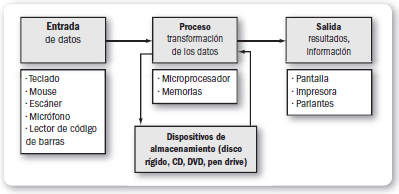 Entrada
de datos
· Teclado
· Mouse
· Escáner
· Micrófono
· Lector de código
de barras
Proceso
transformación
de los datos
· Microprocesador
· Memorias
Salida
resultados,
información
· Pantalla
· Impresora
· Parlantes
Dispositivos de
almacenamiento (disco
rígido, CD, DVD, pen drive)